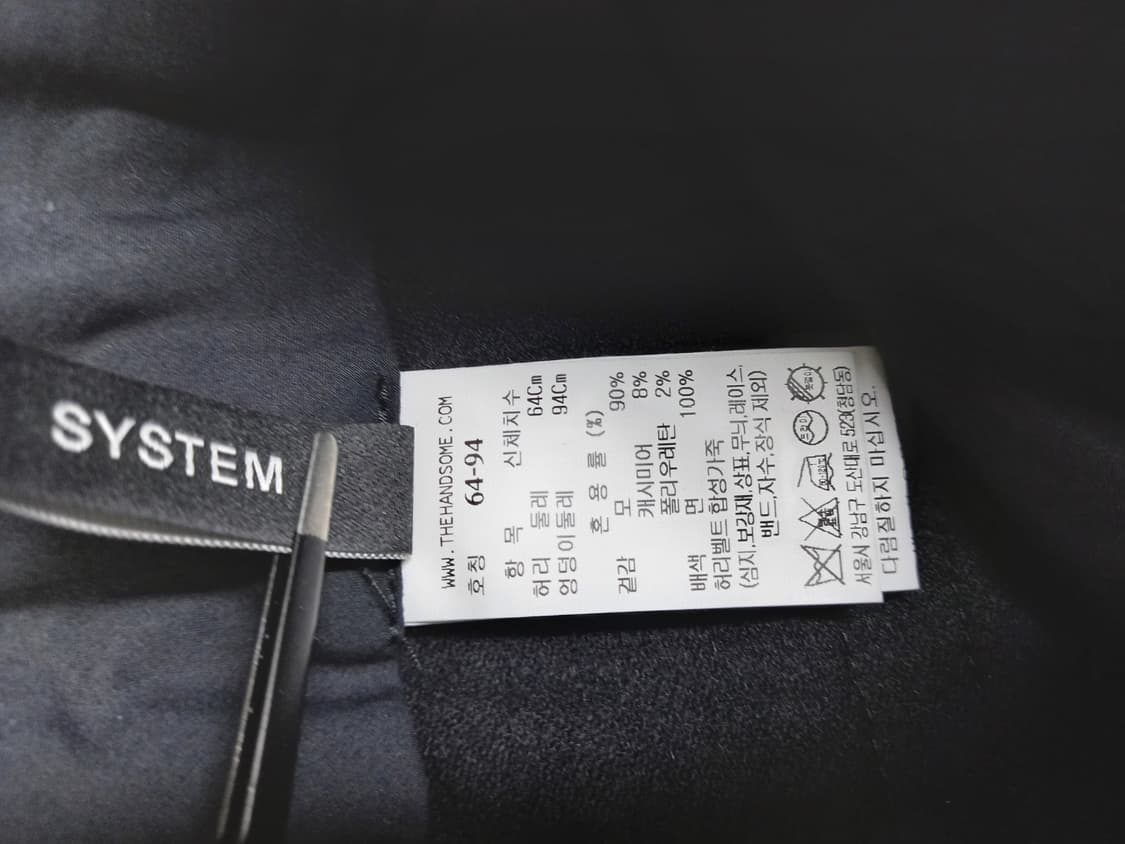 SYSTEM
WWW.THEHANDSOME.COM
호칭 64-94
항 목 신체치수
허리 둘레 64Cm
엉덩이둘레 94Cm
혼 용 률 (%)
겉감 모 90%
캐시미어 8%
폴리우레탄 2%
배색 면 100%
허리벨트 합성가죽
(심지,보강재,상표,무늬,레이스,
밴드,자수,장식 제외)
서울시 강남구 도산대로 523(청담동)
다림질하지 마십시오.